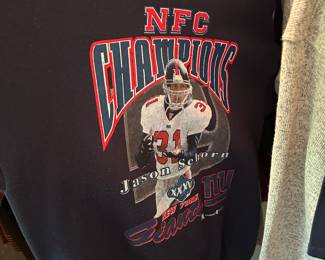 NFC
CHAMPIONS
31
Jason Sehorn
XXXV
NEW YORK
Giants
NY